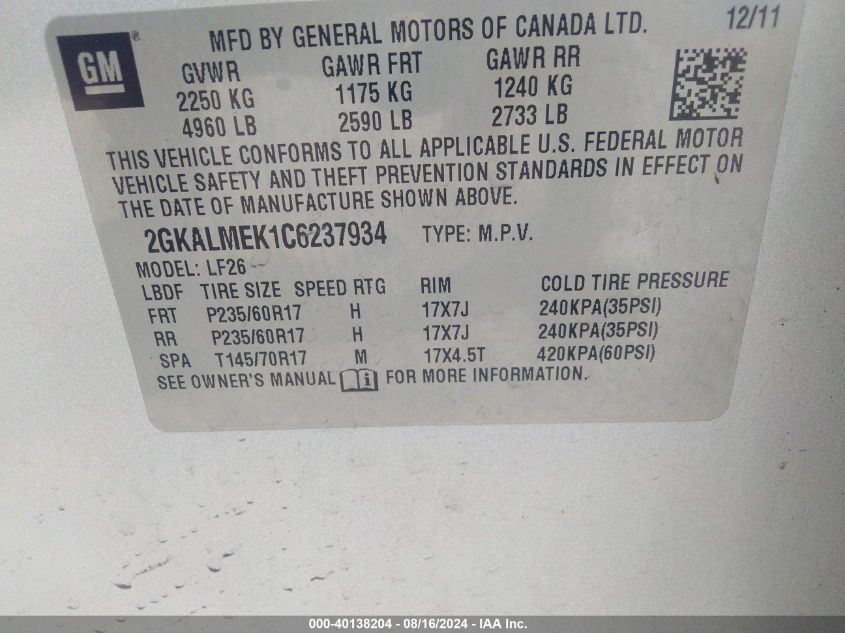 GM
®
MFD BY GENERAL MOTORS OF CANADA LTD. 12/11
GVWR GAWR FRT GAWR RR
2250 KG 1175 KG 1240 KG
4960 LB 2590 LB 2733 LB
THIS VEHICLE CONFORMS TO ALL APPLICABLE U.S. FEDERAL MOTOR
VEHICLE SAFETY AND THEFT PREVENTION STANDARDS IN EFFECT ON
THE DATE OF MANUFACTURE SHOWN ABOVE.
2GKALMEK1C6237934 TYPE: M.P.V.
MODEL: LF26
LBDF TIRE SIZE SPEED RTG RIM COLD TIRE PRESSURE
FRT P235/60R17 H 17X7J 240KPA(35PSI)
RR P235/60R17 H 17X7J 240KPA(35PSI)
SPA T145/70R17 M 17X4.5T 420KPA(60PSI)
SEE OWNER'S MANUAL i FOR MORE INFORMATION.
000-40138204 - 08/16/2024 - IAA Inc.